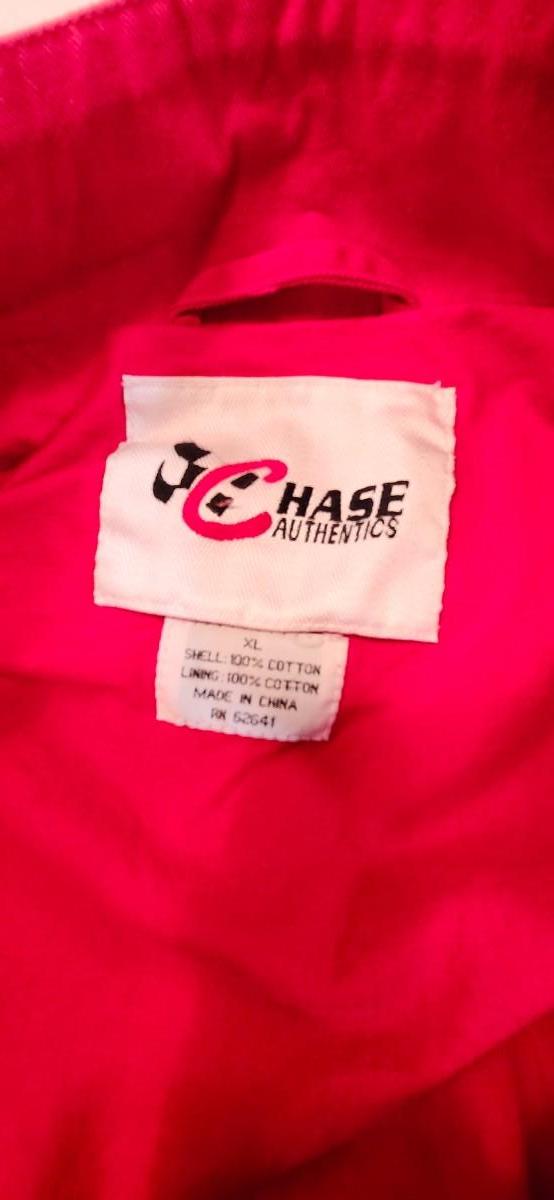 CHASE
AUTHENTICS
XL
SHELL: 100% COTTON
LINING: 100% COTTON
MADE IN CHINA
RN 62641